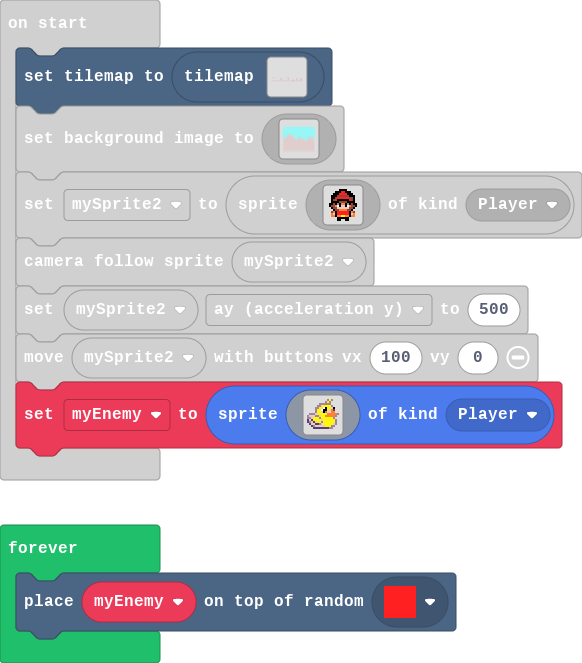 on start
set tilemap to tilemap
set background image to
set mySprite2 to sprite of kind Player
camera follow sprite mySprite2
set mySprite2 ay (acceleration y) to 500
move mySprite2 with buttons vx 100 vy 0
set myEnemy to sprite of kind Player
forever
place myEnemy on top of random